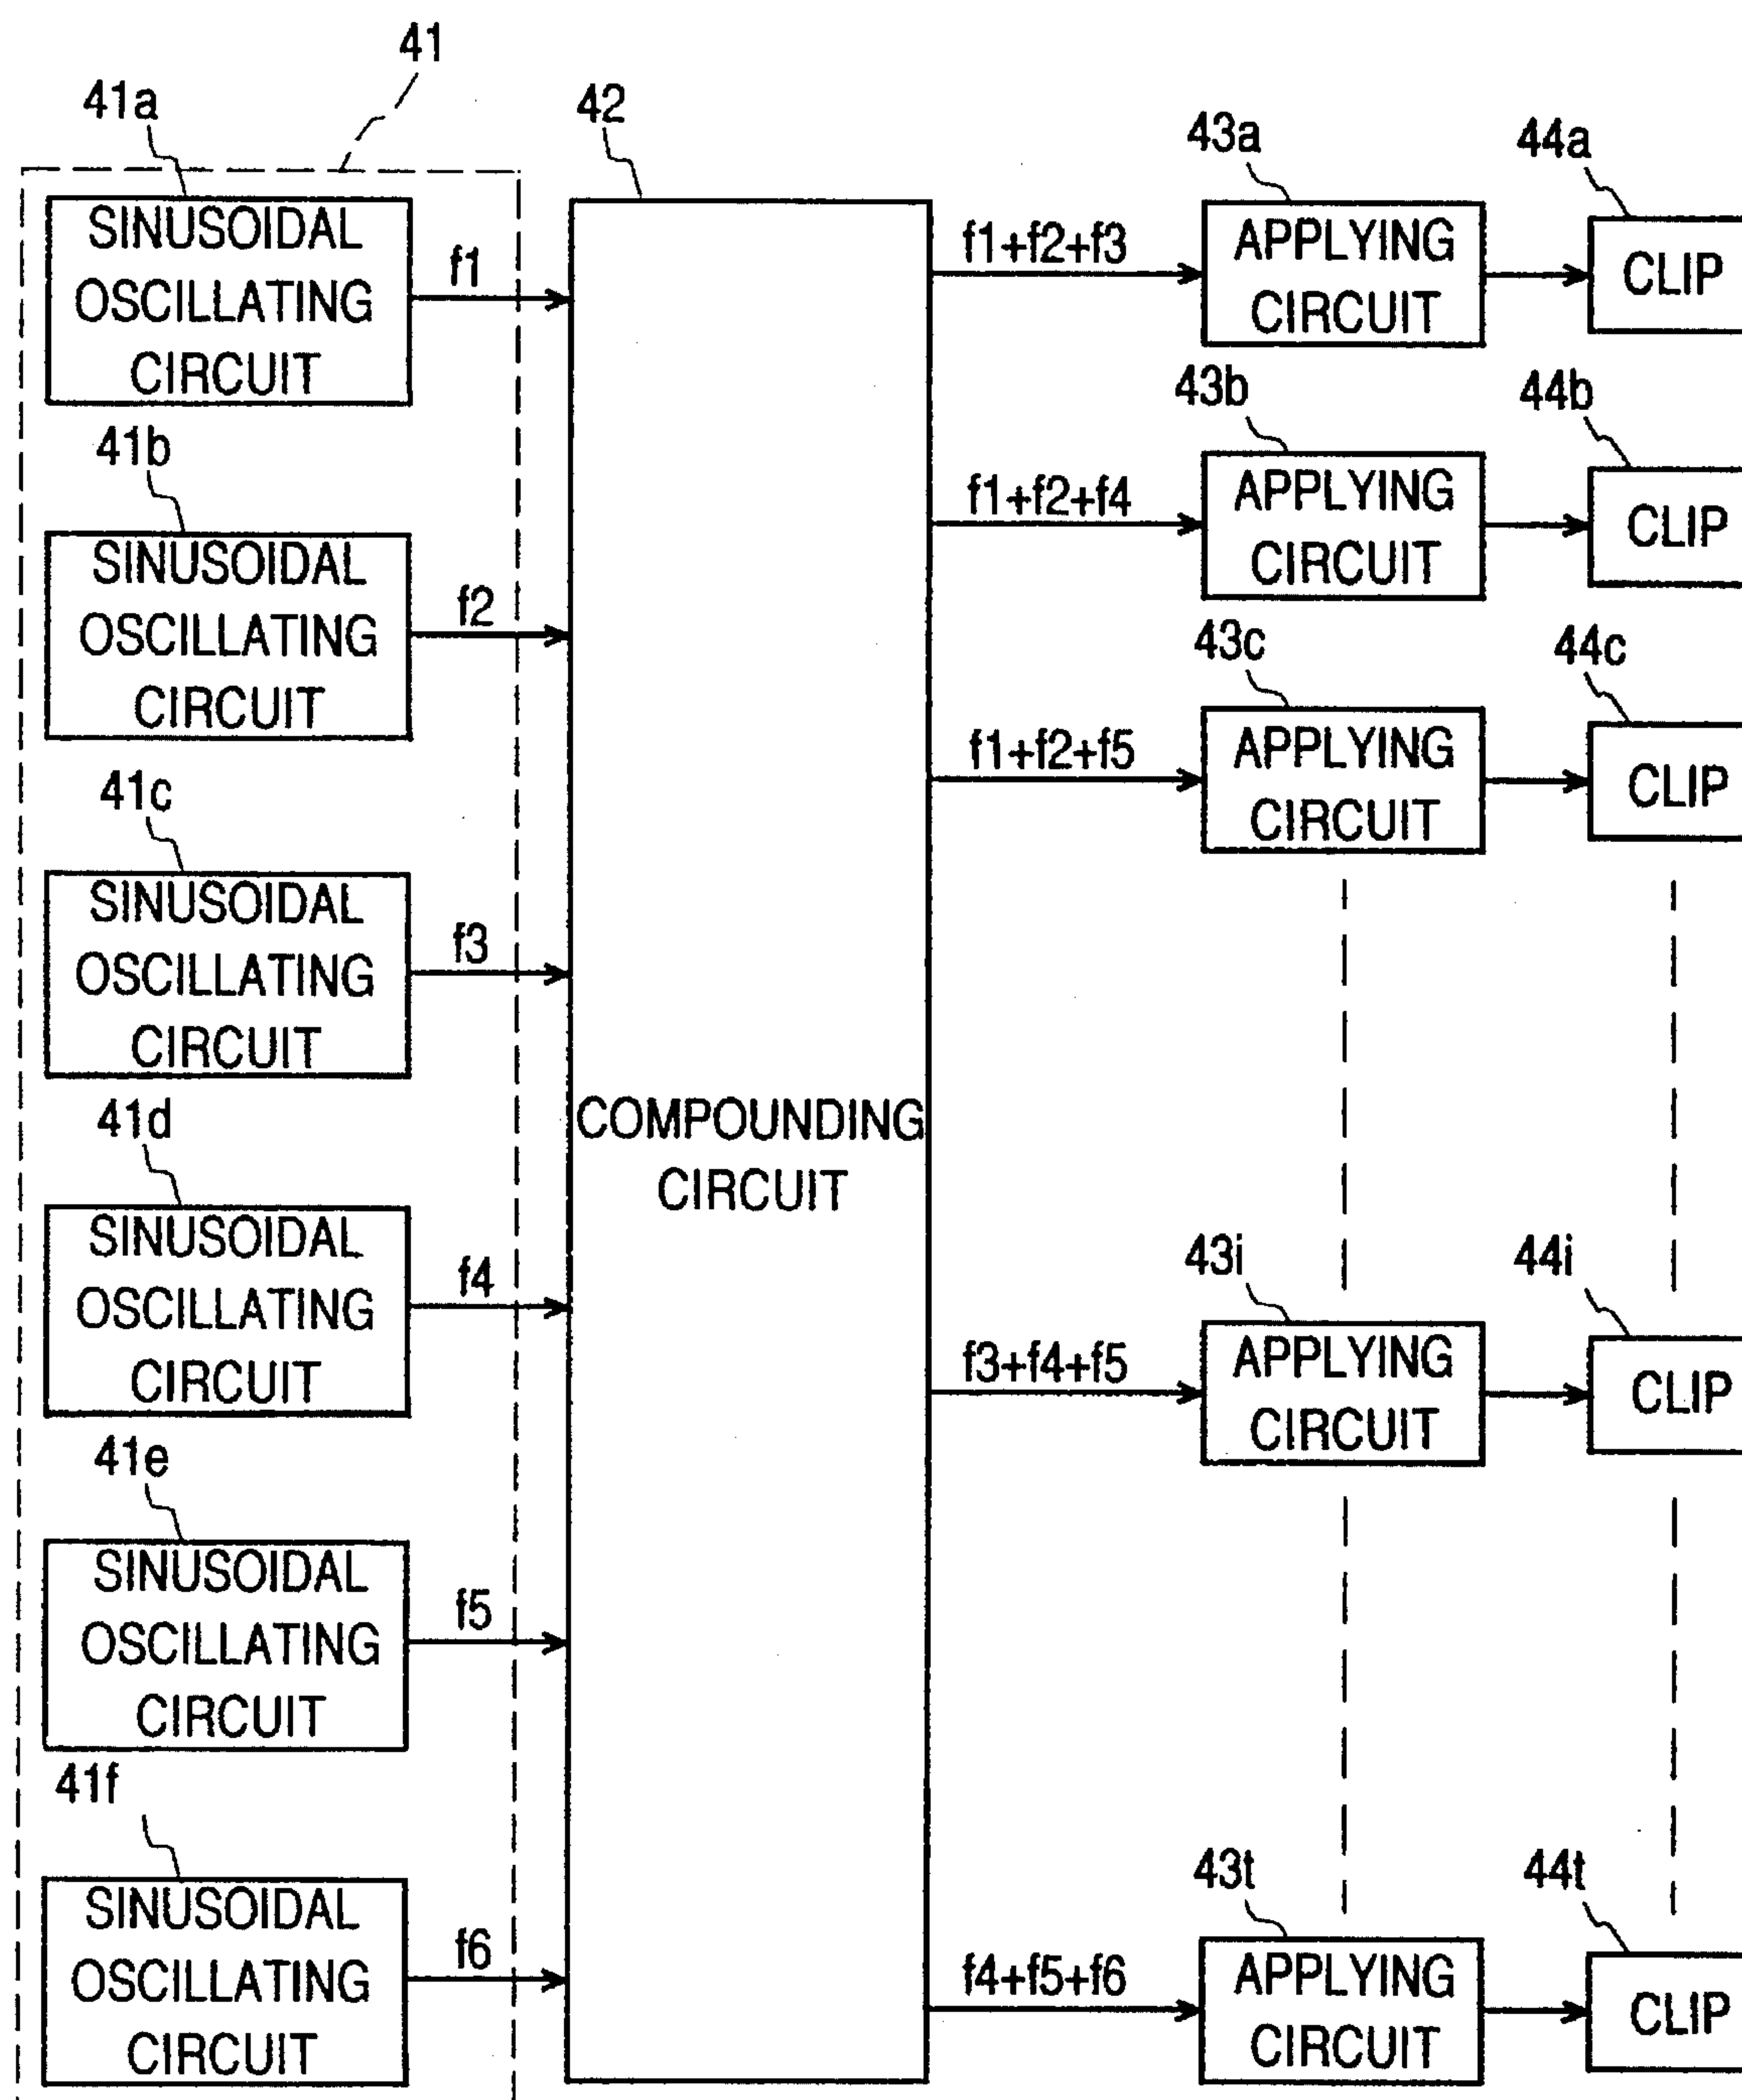 41
41a
SINUSOIDAL
OSCILLATING
CIRCUIT
f1
41b
SINUSOIDAL
OSCILLATING
CIRCUIT
f2
41c
SINUSOIDAL
OSCILLATING
CIRCUIT
f3
41d
SINUSOIDAL
OSCILLATING
CIRCUIT
f4
41e
SINUSOIDAL
OSCILLATING
CIRCUIT
f5
41f
SINUSOIDAL
OSCILLATING
CIRCUIT
f6
42
COMPOUNDING
CIRCUIT
f1+f2+f3
43a
APPLYING
CIRCUIT
44a
CLIP
f1+f2+f4
43b
APPLYING
CIRCUIT
44b
CLIP
f1+f2+f5
43c
APPLYING
CIRCUIT
44c
CLIP
f3+f4+f5
43i
APPLYING
CIRCUIT
44i
CLIP
f4+f5+f6
43t
APPLYING
CIRCUIT
44t
CLIP